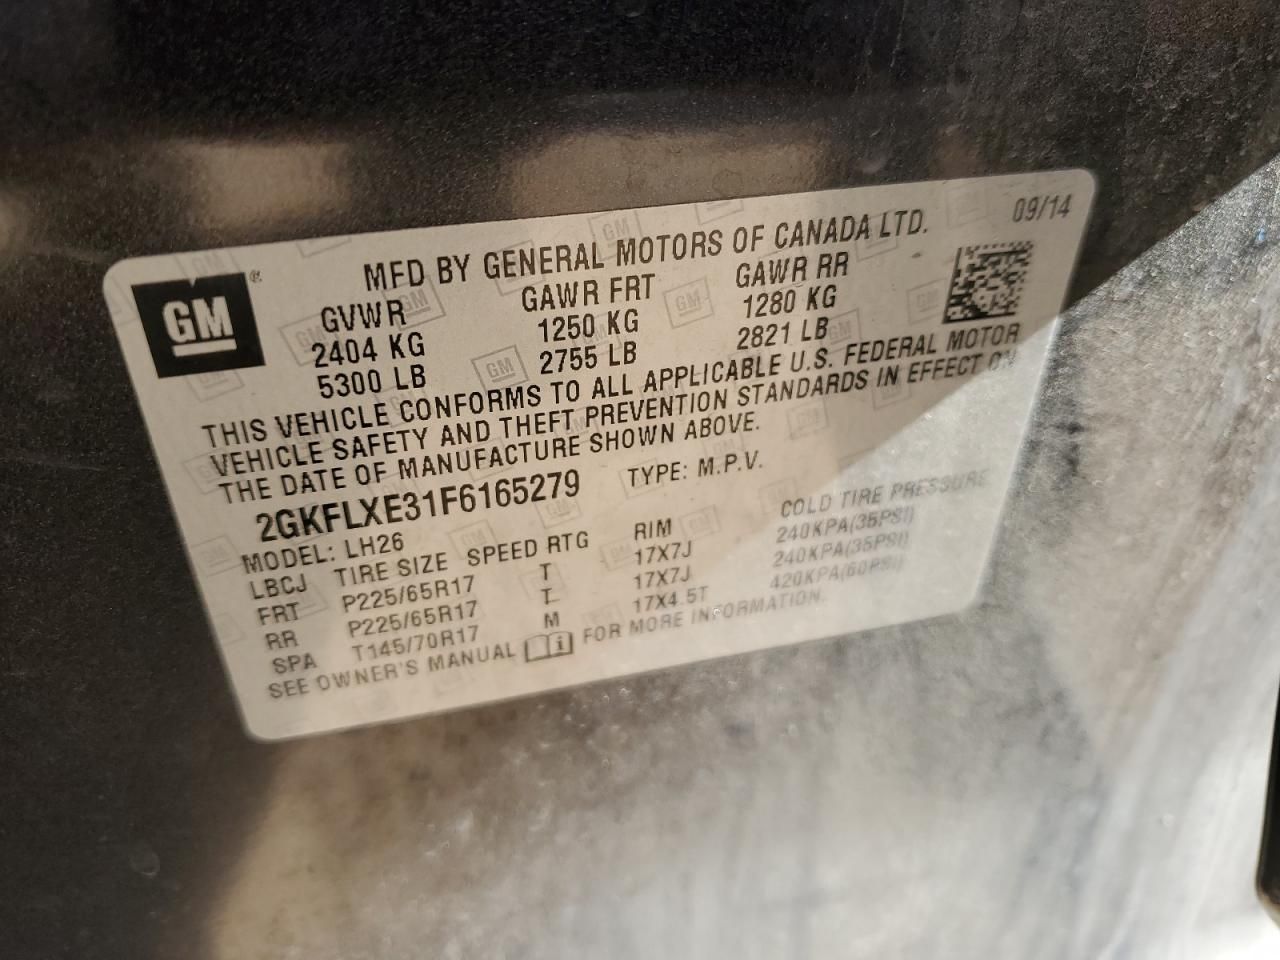 MFD BY GENERAL MOTORS OF CANADA LTD. 09/14
GM ®
GVWR GAWR FRT GAWR RR
2404 KG 1250 KG 1280 KG
5300 LB 2755 LB 2821 LB
THIS VEHICLE CONFORMS TO ALL APPLICABLE U.S. FEDERAL MOTOR
VEHICLE SAFETY AND THEFT PREVENTION STANDARDS IN EFFECT ON
THE DATE OF MANUFACTURE SHOWN ABOVE.
2GKFLXE31F6165279 TYPE: M.P.V.
MODEL: LH26
LBCJ TIRE SIZE SPEED RTG RIM COLD TIRE PRESSURE
FRT P225/65R17 T 17X7J 240KPA(35PSI)
RR P225/65R17 T 17X7J 240KPA(35PSI)
SPA T145/70R17 M 17X4.5T 420KPA(60PSI)
SEE OWNER'S MANUAL FOR MORE INFORMATION.